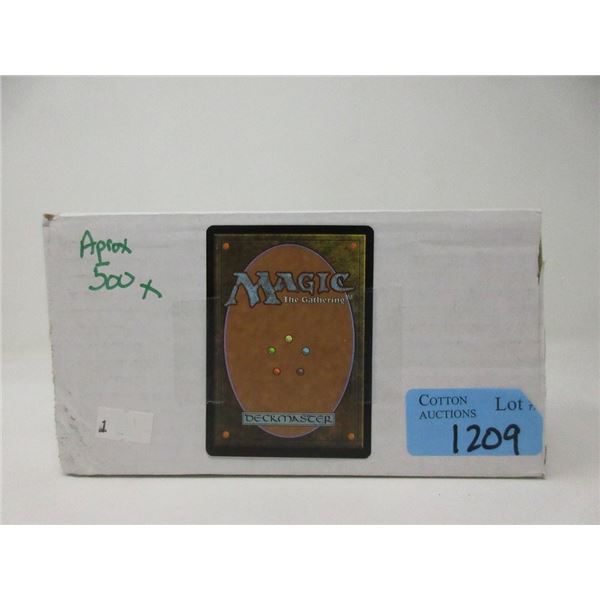 Aprox
500 x
MAGIC
The Gathering
DECKMASTER
1
COTTON
AUCTIONS
Lot
1209